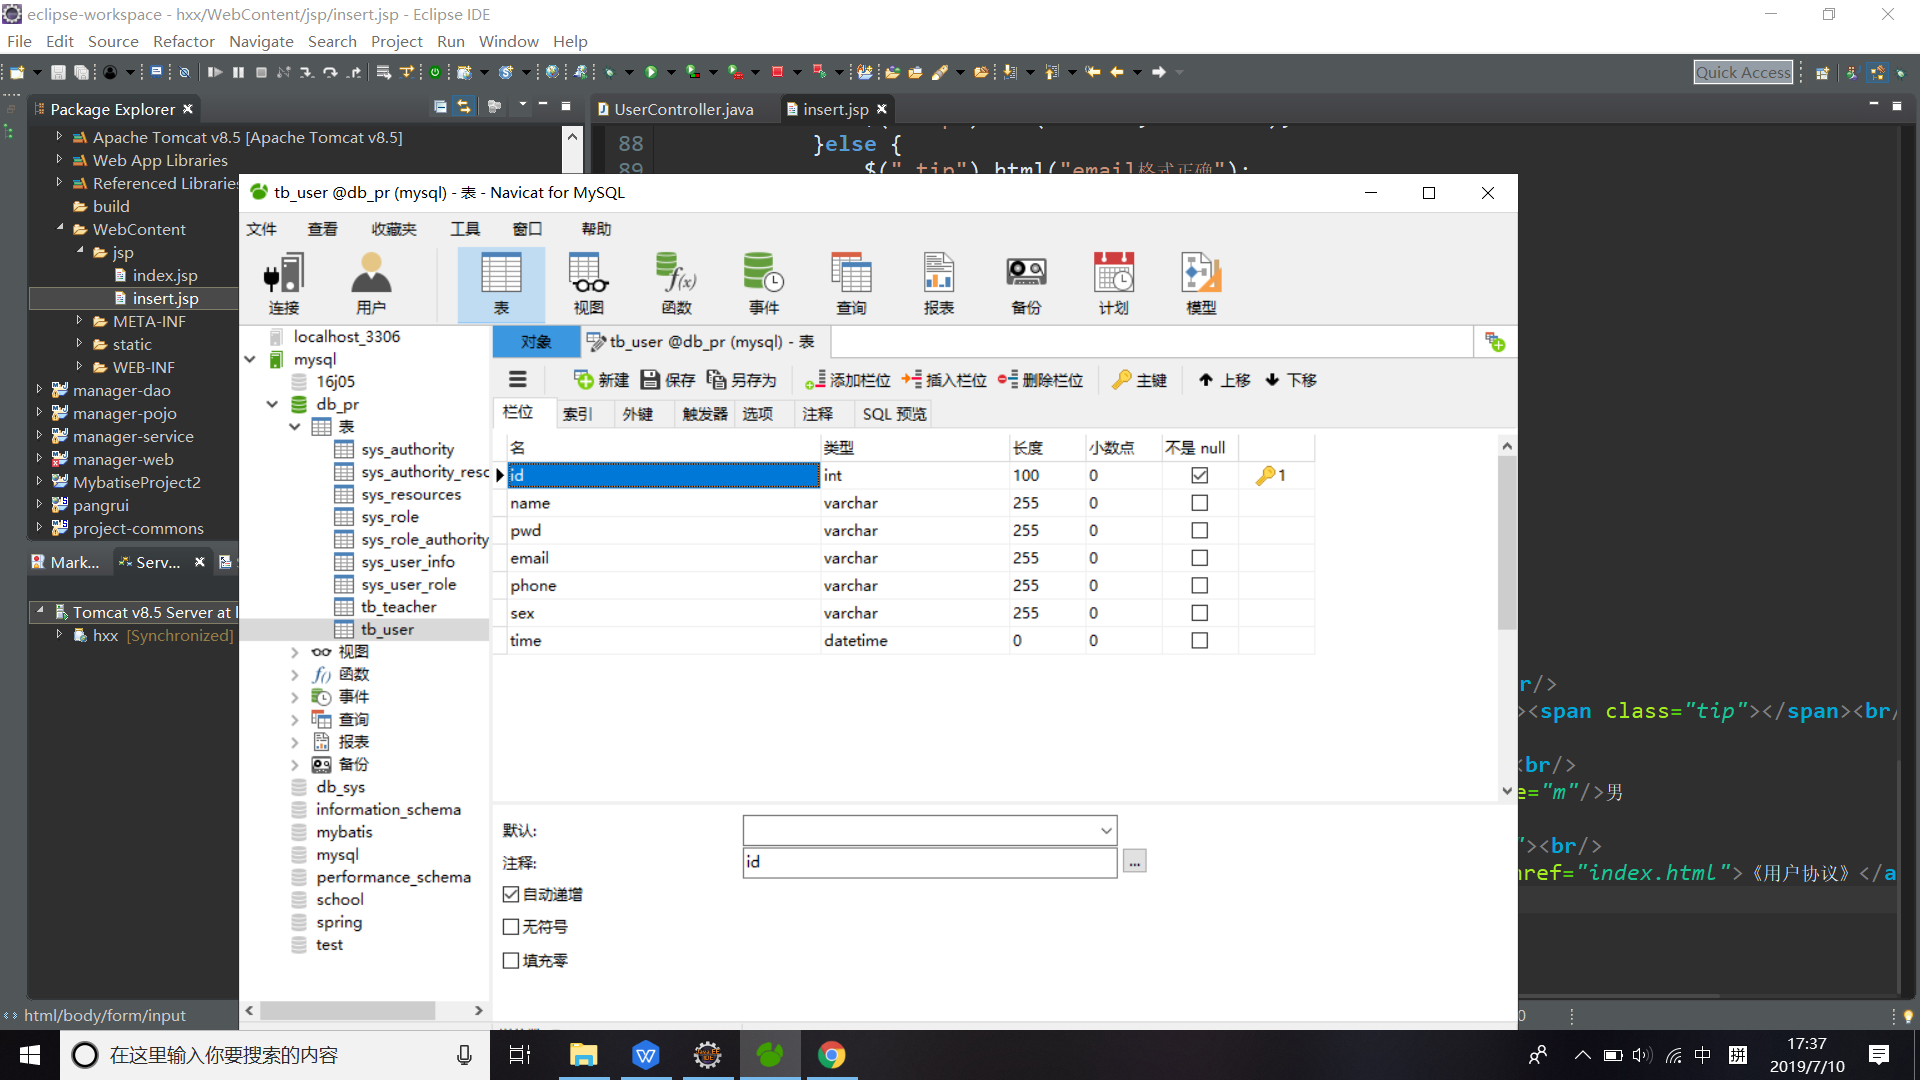 eclipse-workspace - hxx/WebContent/jsp/insert.jsp - Eclipse IDE
File Edit Source Refactor Navigate Search Project Run Window Help
Quick Access
Package Explorer
UserController.java
insert.jsp
Apache Tomcat v8.5 [Apache Tomcat v8.5]
Web App Libraries
Referenced Libraries
build
WebContent
jsp
index.jsp
insert.jsp
META-INF
static
WEB-INF
manager-dao
manager-pojo
manager-service
manager-web
MybatiseProject2
pangrui
project-commons
88 }else {
89 $(" tip") html("email格式正确");
Mark...
Serv...
Tomcat v8.5 Server at l
hxx [Synchronized]
html/body/form/input
tb_user @db_pr (mysql) - 表 - Navicat for MySQL
文件 查看 收藏夹 工具 窗口 帮助
连接 用户 表 视图 函数 事件 查询 报表 备份 计划 模型
localhost_3306
mysql
16j05
db_pr
表
sys_authority
sys_authority_resc
sys_resources
sys_role
sys_role_authority
sys_user_info
sys_user_role
tb_teacher
tb_user
视图
函数
事件
查询
报表
备份
db_sys
information_schema
mybatis
mysql
performance_schema
school
spring
test
对象 tb_user @db_pr (mysql) - 表
新建 保存 另存为 添加栏位 插入栏位 删除栏位 主键 上移 下移
栏位 索引 外键 触发器 选项 注释 SQL 预览
名 类型 长度 小数点 不是 null
id int 100 0 1
name varchar 255 0
pwd varchar 255 0
email varchar 255 0
phone varchar 255 0
sex varchar 255 0
time datetime 0 0
默认:
注释: id ...
自动递增
无符号
填充零
r/>
><span class="tip"></span><br/
<br/>
e="m"/>男
"><br/>
href="index.html">《用户协议》</a
在这里输入你要搜索的内容
中 拼
17:37
2019/7/10